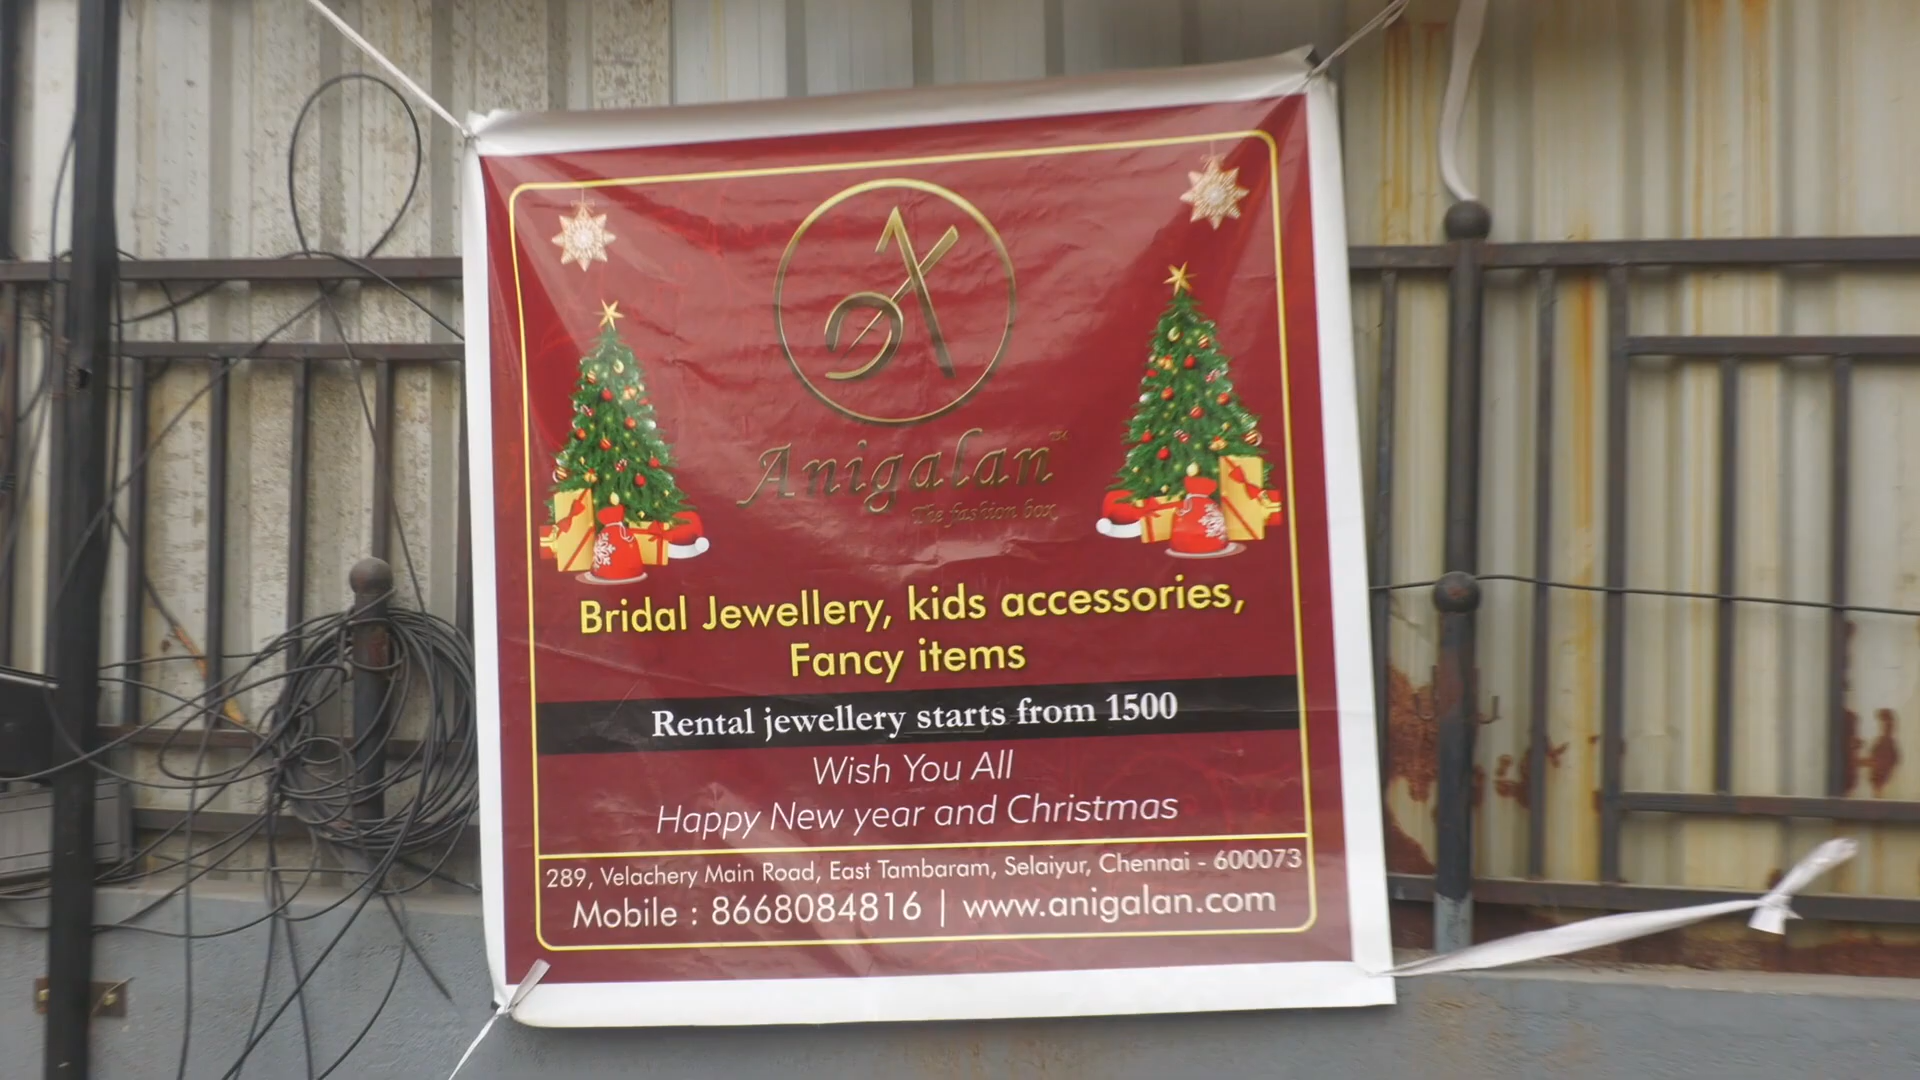 Anigalan™
The fashion box
Bridal Jewellery, kids accessories,
Fancy items
Rental jewellery starts from 1500
Wish You All
Happy New year and Christmas
289, Velachery Main Road, East Tambaram, Selaiyur, Chennai - 600073
Mobile : 8668084816 | www.anigalan.com